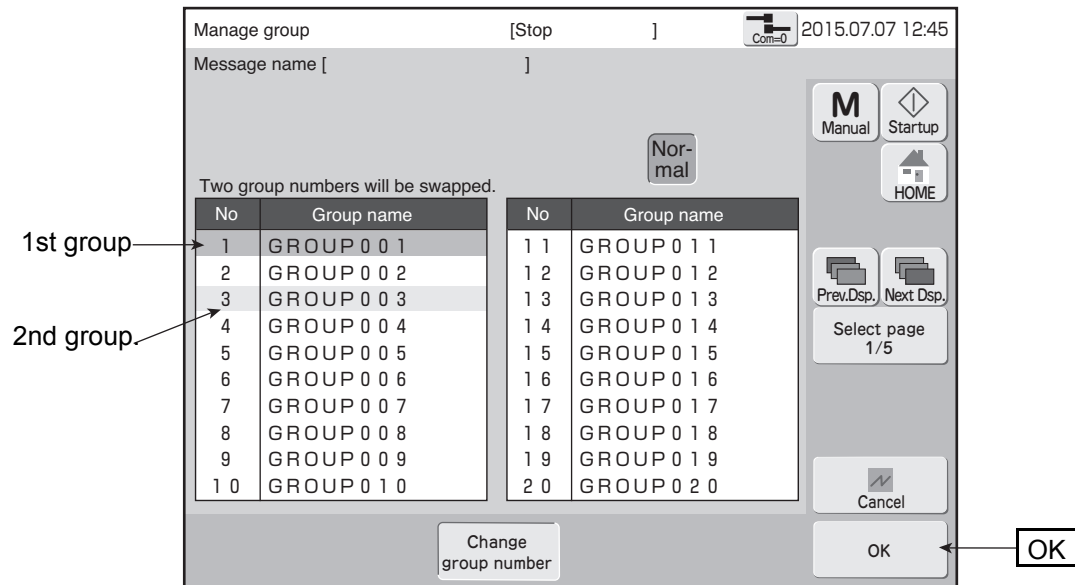 Manage group [Stop ] Com=0 2015.07.07 12:45
Message name [ ]
M
Manual
Startup
Nor-
mal
HOME
Two group numbers will be swapped.
No Group name No Group name
1st group
1 GROUP001 11 GROUP011
2 GROUP002 12 GROUP012
3 GROUP003 13 GROUP013
2nd group.
4 GROUP004 14 GROUP014
5 GROUP005 15 GROUP015
6 GROUP006 16 GROUP016
7 GROUP007 17 GROUP017
8 GROUP008 18 GROUP018
9 GROUP009 19 GROUP019
10 GROUP010 20 GROUP020
Prev.Dsp. Next Dsp.
Select page
1/5
Cancel
Change
group number
OK
OK